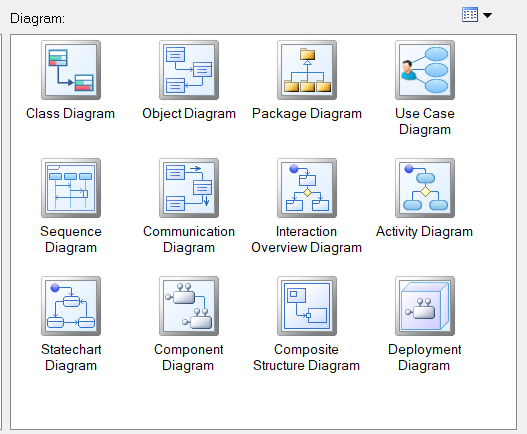 Diagram:
Class Diagram
Object Diagram
Package Diagram
Use Case
Diagram
Sequence
Diagram
Communication
Diagram
Interaction
Overview Diagram
Activity Diagram
Statechart
Diagram
Component
Diagram
Composite
Structure Diagram
Deployment
Diagram